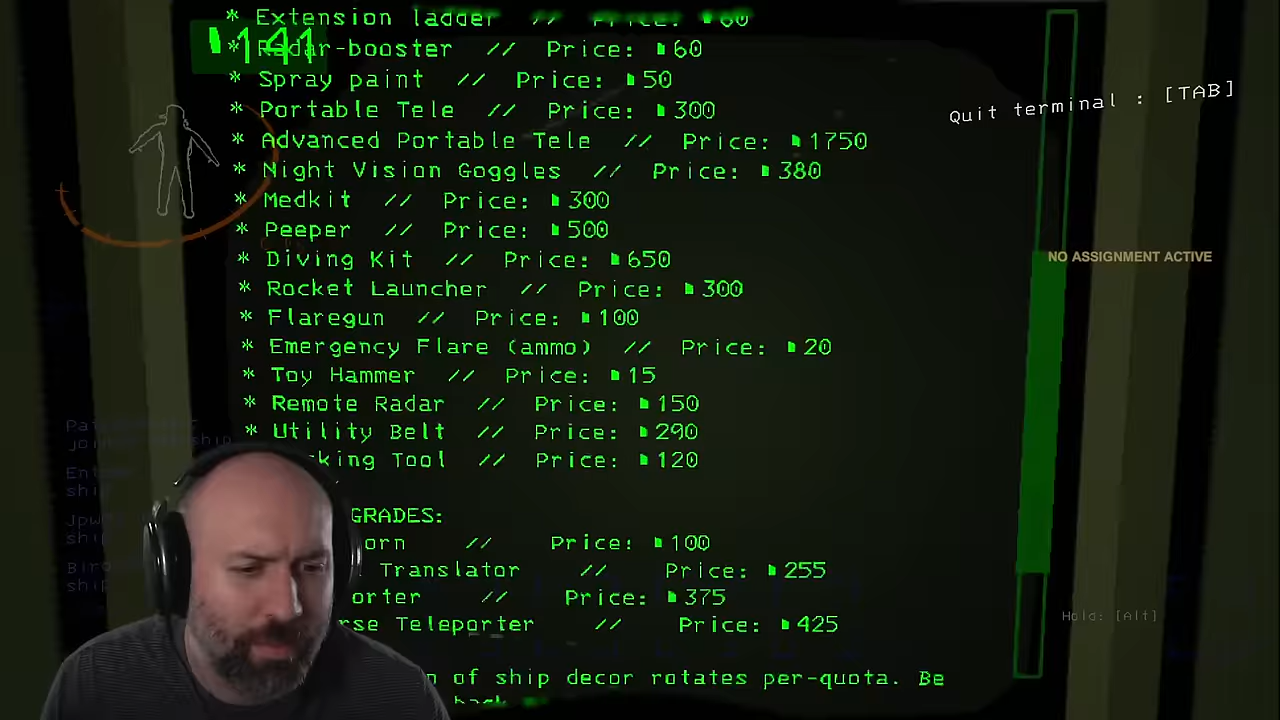 * Extension ladder // Price: 60
141
* Radar-booster // Price: 60
* Spray paint // Price: 50
* Portable Tele // Price: 300
Quit terminal : [TAB]
* Advanced Portable Tele // Price: 1750
* Night Vision Goggles // Price: 380
* Medkit // Price: 300
* Peeper // Price: 500
* Diving Kit // Price: 650
NO ASSIGNMENT ACTIVE
* Rocket Launcher // Price: 300
* Flaregun // Price: 100
* Emergency Flare (ammo) // Price: 20
* Toy Hammer // Price: 15
* Remote Radar // Price: 150
* Utility Belt // Price: 290
king Tool // Price: 120
GRADES:
orn // Price: 100
Translator // Price: 255
orter // Price: 375
Hold: [Alt]
rse Teleporter // Price: 425
n of ship decor rotates per-quota. Be
back